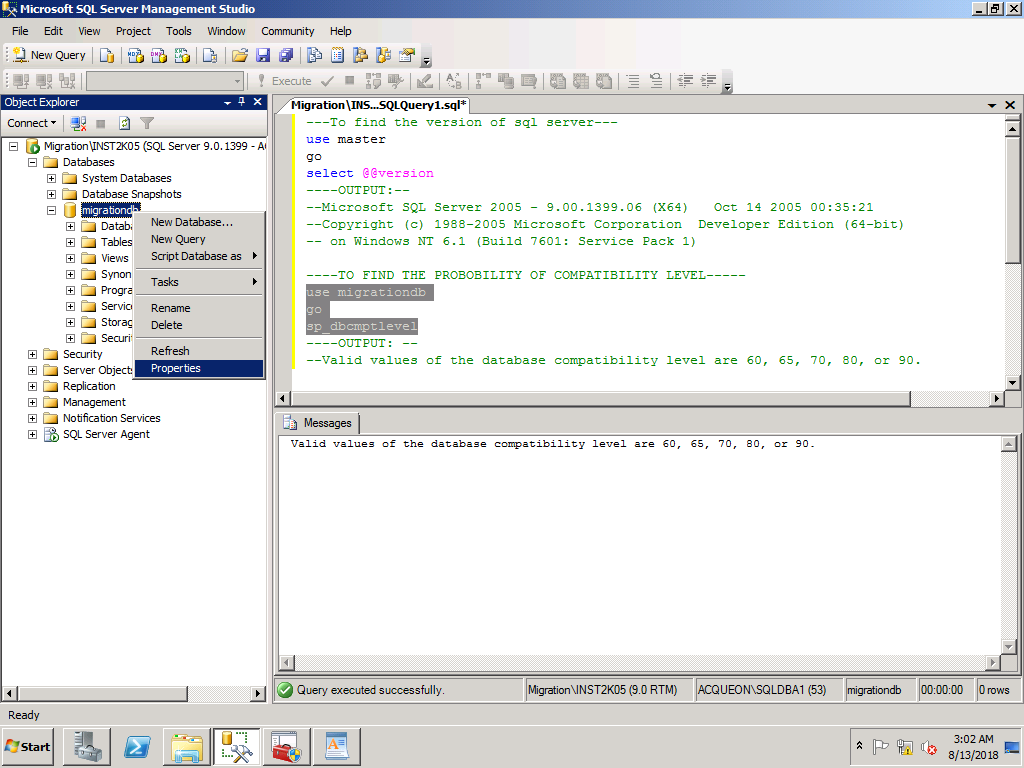 Microsoft SQL Server Management Studio
File Edit View Project Tools Window Community Help
New Query
Execute
Object Explorer
Connect
Migration\INST2K05 (SQL Server 9.0.1399 - A
Databases
System Databases
Database Snapshots
migrationdb
Datab
Tables
Views
Synon
Progra
Service
Storag
Securi
Security
Server Objects
Replication
Management
Notification Services
SQL Server Agent
New Database...
New Query
Script Database as
Tasks
Rename
Delete
Refresh
Properties
Migration\INS...SQLQuery1.sql*
---To find the version of sql server---
use master
go
select @@version
----OUTPUT:--
--Microsoft SQL Server 2005 - 9.00.1399.06 (X64)   Oct 14 2005 00:35:21
--Copyright (c) 1988-2005 Microsoft Corporation  Developer Edition (64-bit)
-- on Windows NT 6.1 (Build 7601: Service Pack 1)
----TO FIND THE PROBOBILITY OF COMPATIBILITY LEVEL-----
use migrationdb
go
sp_dbcmptlevel
----OUTPUT: --
--Valid values of the database compatibility level are 60, 65, 70, 80, or 90.
Messages
Valid values of the database compatibility level are 60, 65, 70, 80, or 90.
Query executed successfully. Migration\INST2K05 (9.0 RTM) ACQUEON\SQLDBA1 (53) migrationdb 00:00:00 0 rows
Ready
Start
3:02 AM
8/13/2018